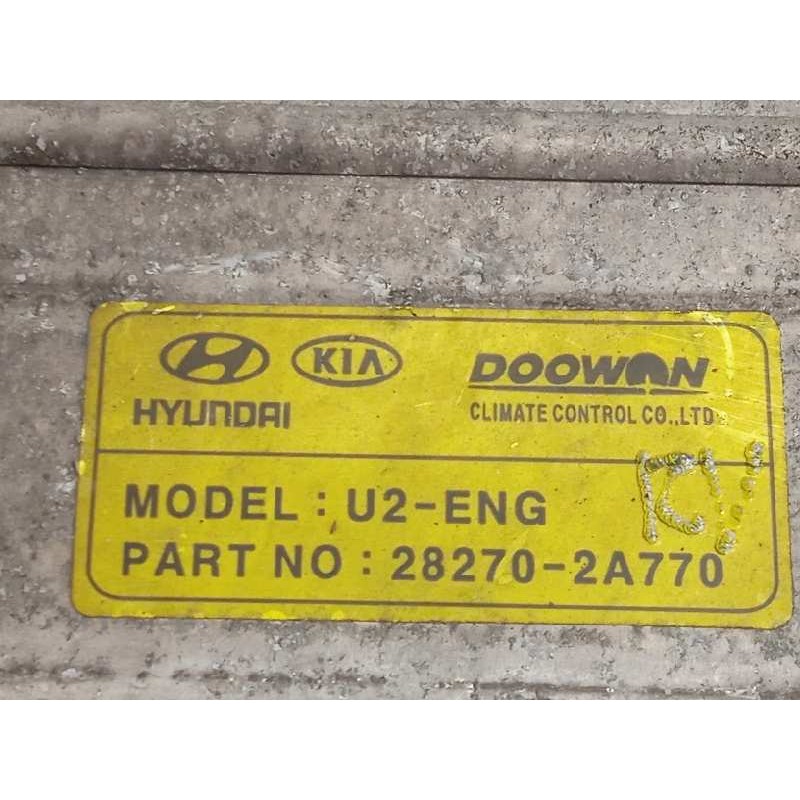 KIA DOOWON
HYUNDAI CLIMATE CONTROL CO.,LTD.
MODEL : U2-ENG
PART NO : 28270-2A770